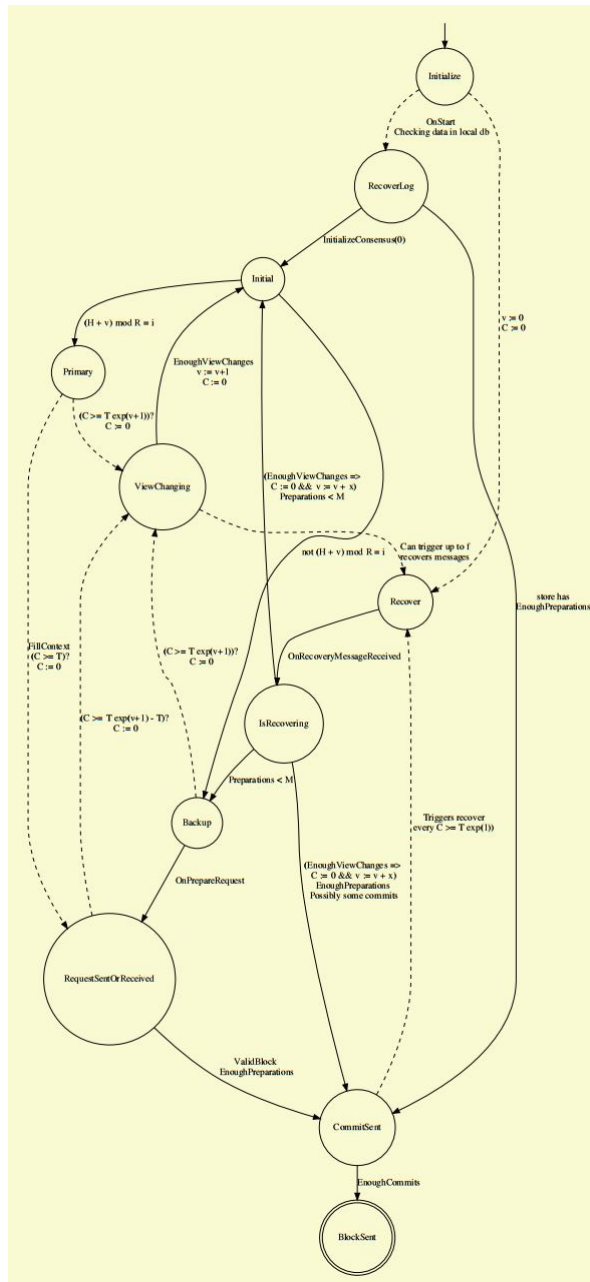 Initialize
OnStart
Checking data in local db
RecoverLog
InitializeConsensus(0)
Initial
v := 0
C := 0
(H + v) mod R = i
EnoughViewChanges
v := v+1
C := 0
Primary
(C >= T exp(v+1))?
C := 0
ViewChanging
(EnoughViewChanges =>
C := 0 && v := v + x)
Preparations < M
not (H + v) mod R = i
Can trigger up to f
recovers messages
Recover
store has
EnoughPreparations
FillContext
(C >= T)?
C := 0
(C >= T exp(v+1))?
C := 0
OnRecoveryMessageReceived
(C >= T exp(v+1) - T)?
C := 0
IsRecovering
Preparations < M
Backup
Triggers recover
every C >= T exp(1))
(EnoughViewChanges =>
C := 0 && v := v + x)
EnoughPreparations
Possibly some commits
OnPrepareRequest
RequestSentOrReceived
ValidBlock
EnoughPreparations
CommitSent
EnoughCommits
BlockSent